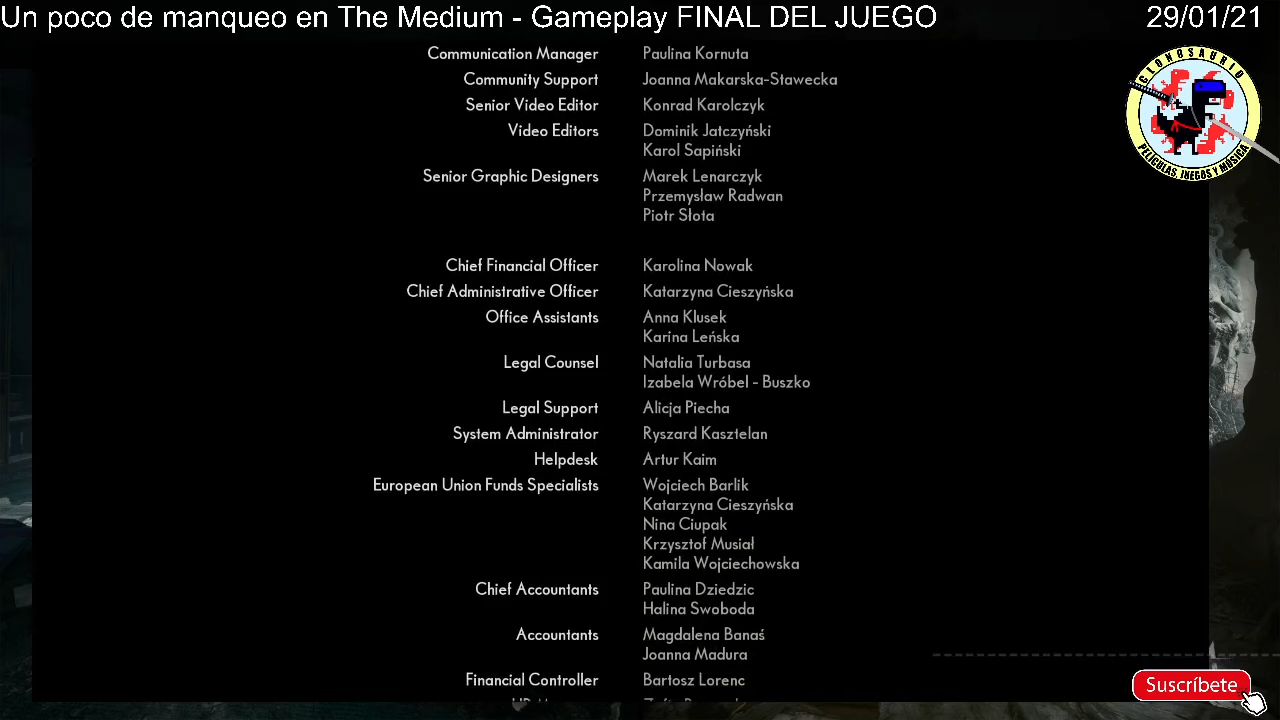 Un poco de manqueo en The Medium - Gameplay FINAL DEL JUEGO 29/01/21
CLONOSAURIO
PELÍCULAS, JUEGOS Y MÚSICA
Communication Manager Paulina Kornuta
Community Support Joanna Makarska-Stawecka
Senior Video Editor Konrad Karolczyk
Video Editors Dominik Jatczyński
Karol Sapiński
Senior Graphic Designers Marek Lenarczyk
Przemysław Radwan
Piotr Słota
Chief Financial Officer Karolina Nowak
Chief Administrative Officer Katarzyna Cieszyńska
Office Assistants Anna Klusek
Karina Leńska
Legal Counsel Natalia Turbasa
Izabela Wróbel - Buszko
Legal Support Alicja Piecha
System Administrator Ryszard Kasztelan
Helpdesk Artur Kaim
European Union Funds Specialists Wojciech Barlik
Katarzyna Cieszyńska
Nina Ciupak
Krzysztof Musiał
Kamila Wojciechowska
Chief Accountants Paulina Dziedzic
Halina Swoboda
Accountants Magdalena Banaś
Joanna Madura
Financial Controller Bartosz Lorenc
Suscríbete